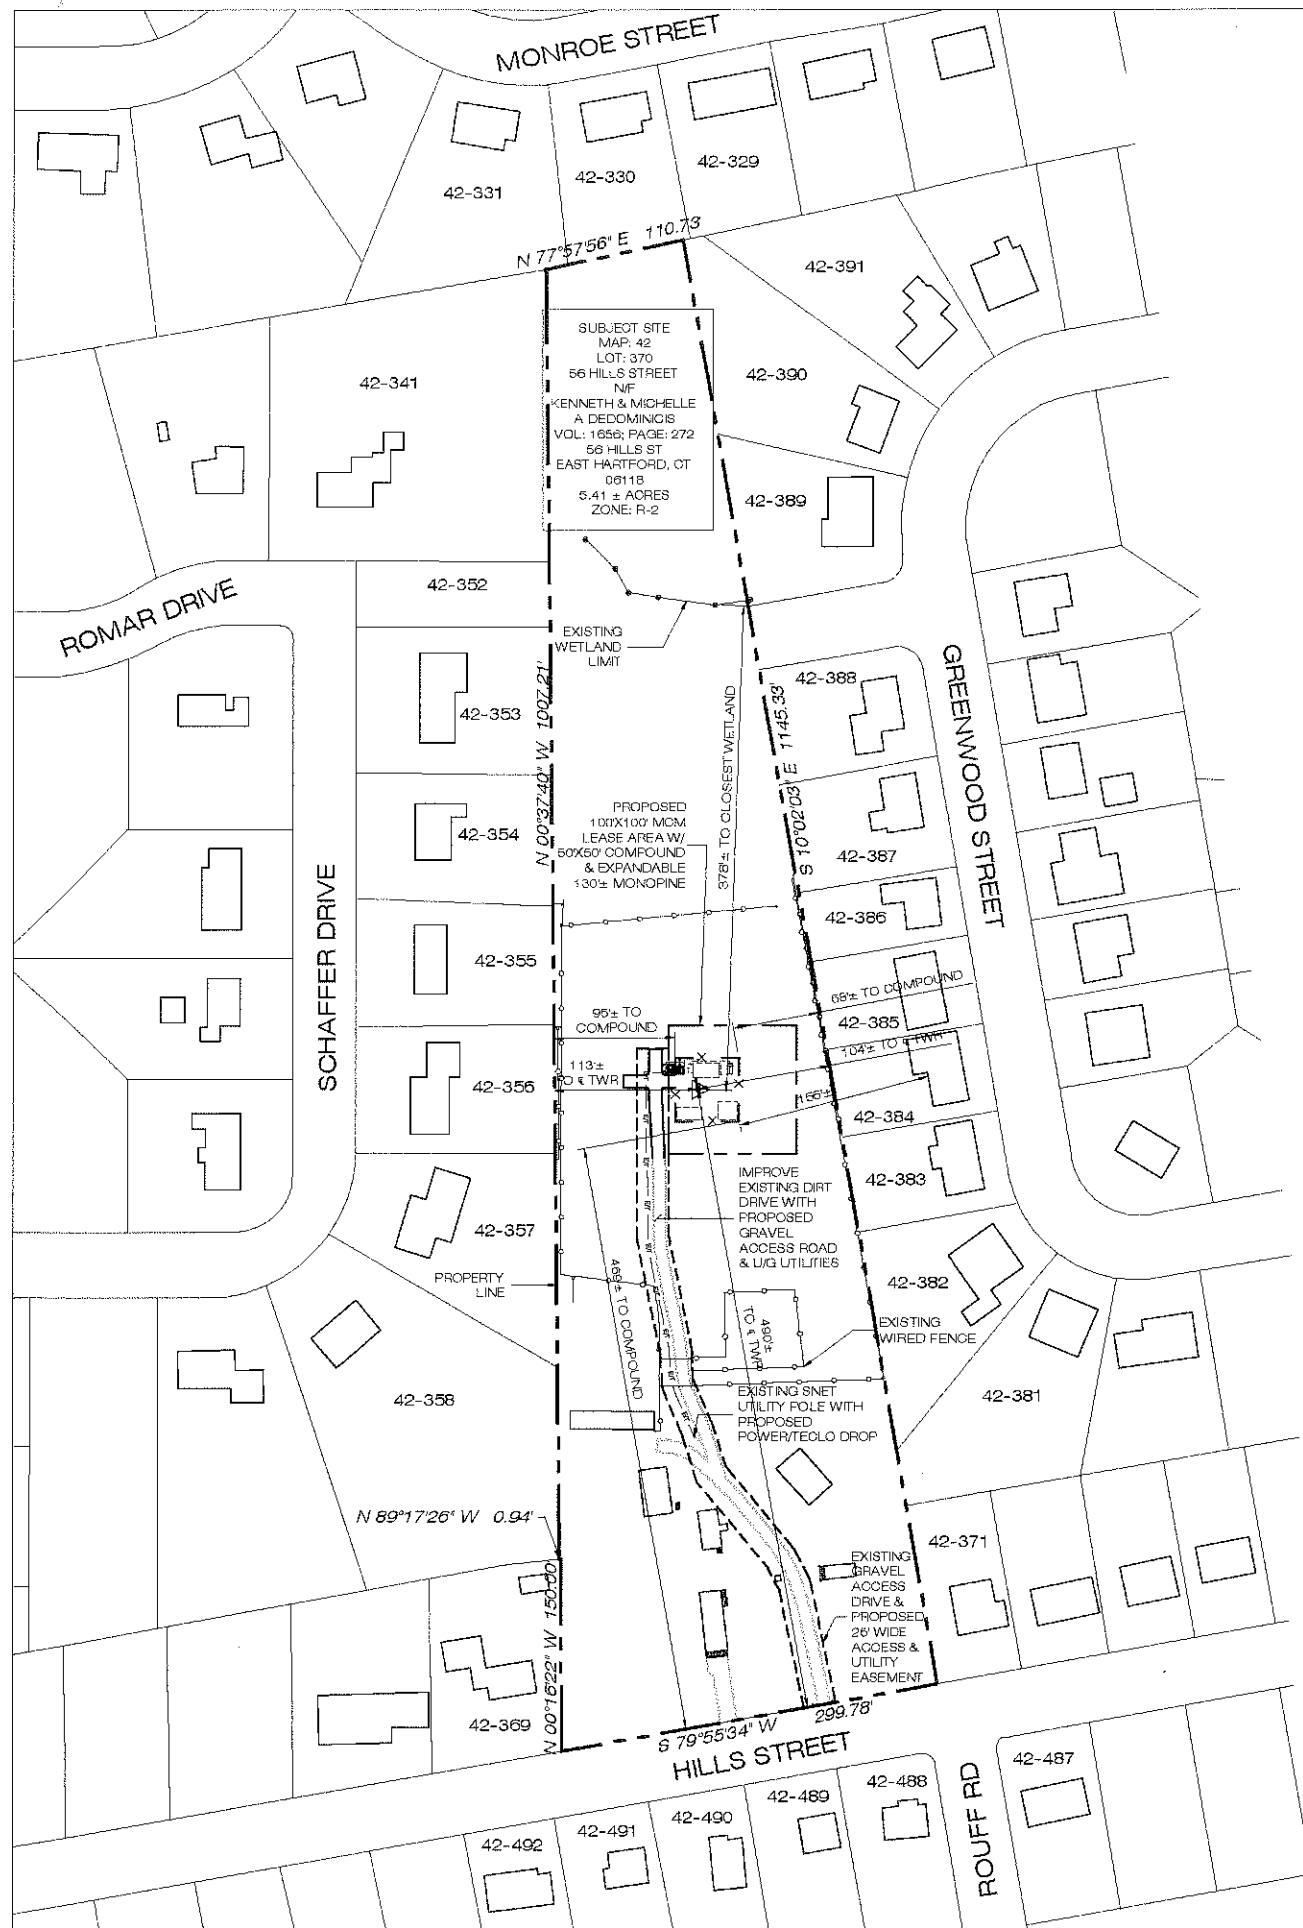 MONROE STREET
42-331
42-330
42-329
N 77°57'56" E 110.73'
42-391
SUBJECT SITE
MAP: 42
LOT: 370
56 HILLS STREET
N/F
KENNETH & MICHELLE
A DEDOMINICIS
VOL: 1656; PAGE: 272
56 HILLS ST
EAST HARTFORD, CT
06118
5.41 ± ACRES
ZONE: R-2
42-341
42-390
42-389
42-352
ROMAR DRIVE
EXISTING
WETLAND
LIMIT
42-353
N 00°37'40" W 1007.21'
378'± TO CLOSEST WETLAND
S 10°02'03" E 1145.33'
42-388
GREENWOOD STREET
PROPOSED
100'X100' MCM
LEASE AREA W/
50'X50' COMPOUND
& EXPANDABLE
130'± MONOPINE
42-354
42-387
SCHAFFER DRIVE
42-386
42-355
68'± TO COMPOUND
42-385
95'± TO
COMPOUND
104'± TO ℄ TWR
113'±
TO ℄ TWR
42-356
166'±
42-384
IMPROVE
EXISTING DIRT
DRIVE WITH
PROPOSED
GRAVEL
ACCESS ROAD
& U/G UTILITIES
42-383
42-357
PROPERTY
LINE
469'± TO COMPOUND
42-382
490'±
TO ℄ TWR
EXISTING
WIRED FENCE
42-358
EXISTING SNET
UTILITY POLE WITH
PROPOSED
POWER/TECLO DROP
42-381
N 89°17'26" W 0.94'
42-371
EXISTING
GRAVEL
ACCESS
DRIVE &
PROPOSED
25' WIDE
ACCESS &
UTILITY
EASEMENT
N 00°16'22" W 150.00'
42-369
S 79°55'34" W 299.78'
HILLS STREET
ROUFF RD
42-487
42-488
42-489
42-490
42-491
42-492